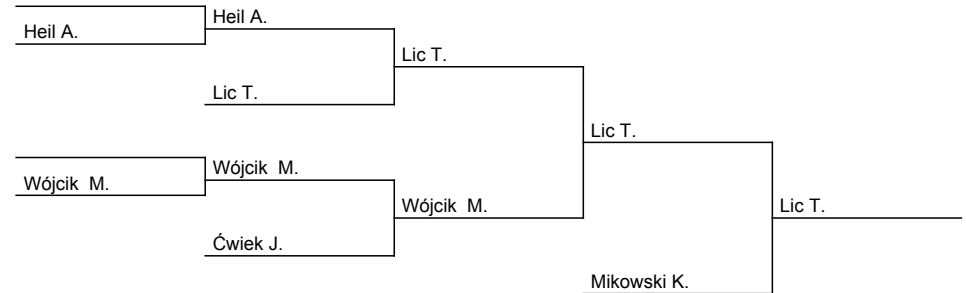 Heil A.
Heil A.
Lic T.
Lic T.
Lic T.
Wójcik M.
Wójcik M.
Wójcik M.
Lic T.
Ćwiek J.
Mikowski K.